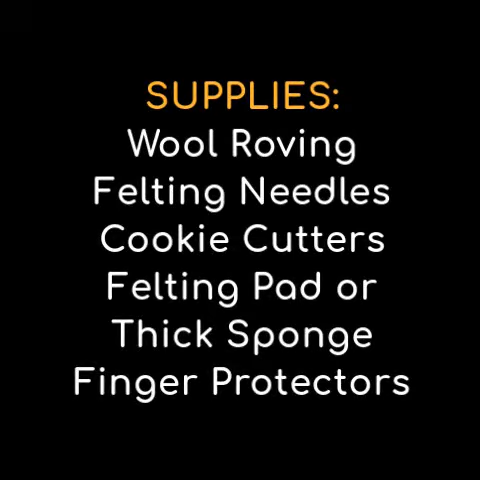 SUPPLIES:
Wool Roving
Felting Needles
Cookie Cutters
Felting Pad or
Thick Sponge
Finger Protectors